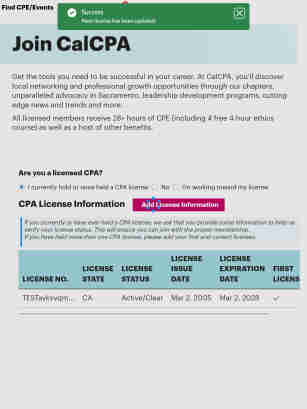 Find CPE/Events
Success
New license has been updated!
Join CalCPA
Get the tools you need to be successful in your career. At CalCPA, you'll discover
local networking and professional growth opportunities through our chapters,
unparalleled advocacy in Sacramento, leadership development programs, cutting
edge news and trends and more.
All licensed members receive 28+ hours of CPE (including 4 free 4-hour ethics
courses) as well as a host of other benefits.
Are you a licensed CPA?
I currently hold or once held a CPA license No I'm working toward my license
CPA License Information Add License Information
If you currently or have ever held a CPA license, we ask that you provide some information to help us
verify your license status. This will ensure you can join with the proper membership.
If you have held more than one CPA license, please add your first and current licenses.
LICENSE NO. LICENSE STATE LICENSE STATUS LICENSE ISSUE DATE LICENSE EXPIRATION DATE FIRST LICENS
CA Active/Clear Mar 2, 2005 Mar 2, 2028